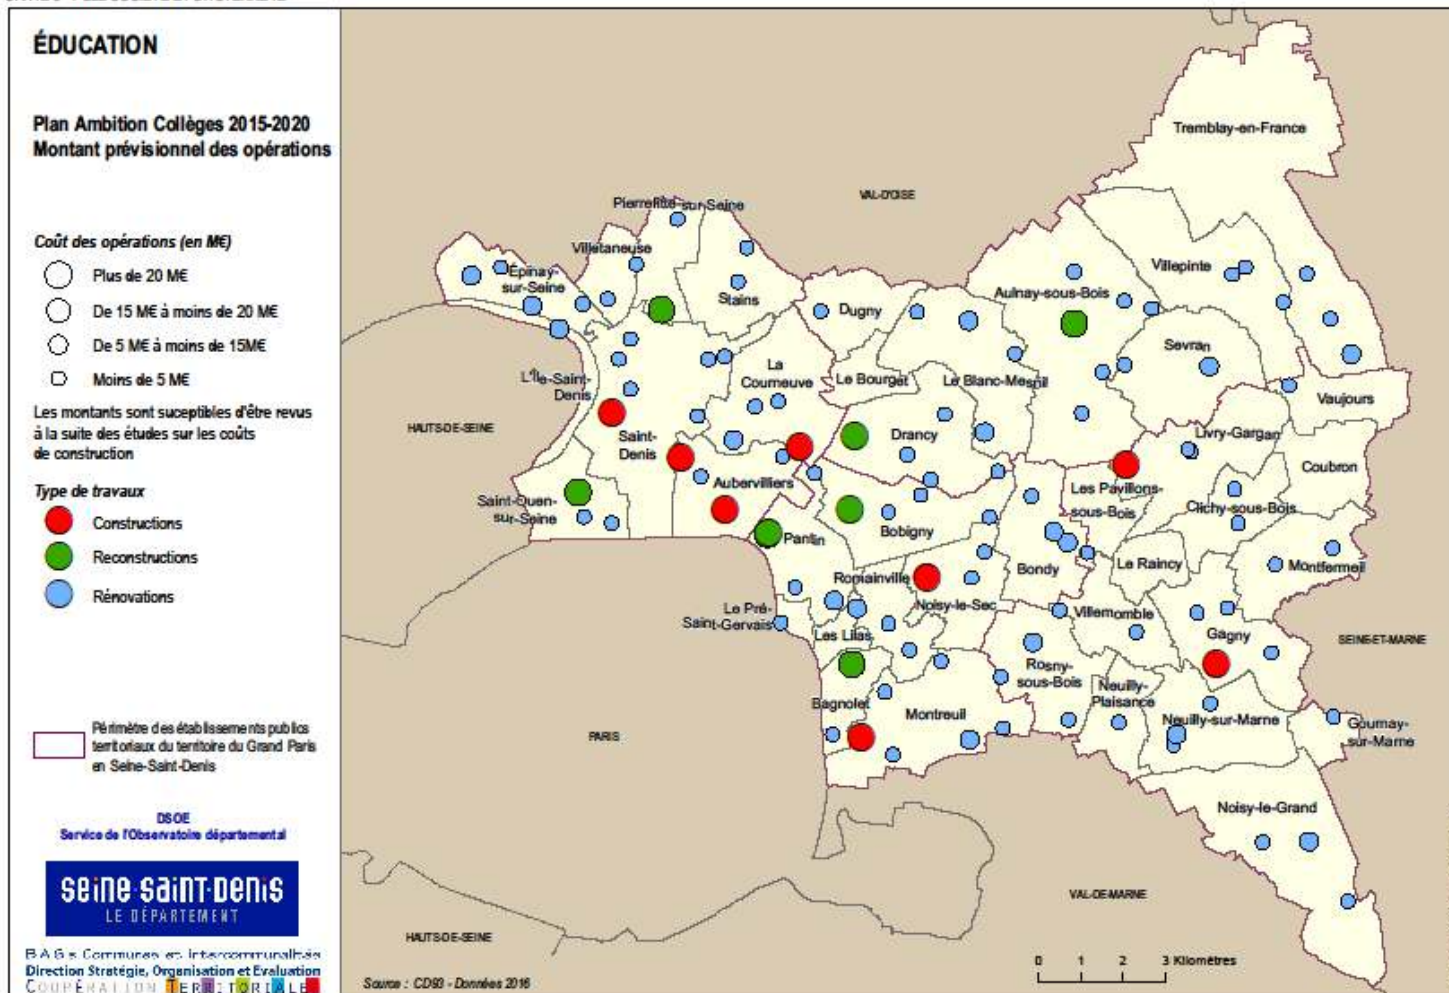 ÉDUCATION
Plan Ambition Collèges 2015-2020
Montant prévisionnel des opérations
Coût des opérations (en M€)
Plus de 20 M€
De 15 M€ à moins de 20 M€
De 5 M€ à moins de 15M€
Moins de 5 M€
Les montants sont suceptibles d'être revus
à la suite des études sur les coûts
de construction
Type de travaux
Constructions
Reconstructions
Rénovations
Périmètre des établissements publics
territoriaux du territoire du Grand Paris
en Seine-Saint-Denis
DSOE
Service de l'Observatoire départemental
seine-saint-denis
LE DÉPARTEMENT
BAGs Communes et Intercommunalités
Direction Stratégie, Organisation et Evaluation
COOPÉRATION TERRITORIALE
Tremblay-en-France
VAL-D'OISE
Pierrefitte-sur-Seine
Villetaneuse
Épinay-
sur-Seine
Stains
Dugny
Aulnay-sous-Bois
Villepinte
Sevran
La
Courneuve
Le Bourget
Le Blanc-Mesnil
L'Île-Saint-
Denis
Vaujours
HAUTS-DE-SEINE
Saint-
Denis
Drancy
Livry-Gargan
Coubron
Aubervilliers
Les Pavillons-
sous-Bois
Clichy-sous-Bois
Saint-Ouen-
sur-Seine
Pantin
Bobigny
Bondy
Le Raincy
Montfermeil
Romainville
Noisy-le-Sec
Le Pré-
Saint-Gervais
Les Lilas
Villemomble
Gagny
SEINE-ET-MARNE
Rosny-
sous-Bois
Neuilly-
Plaisance
Bagnolet
Montreuil
Neuilly-sur-Marne
Gournay-
sur-Marne
PARIS
Noisy-le-Grand
VAL-DE-MARNE
HAUTS-DE-SEINE
0 1 2 3 Kilomètres
Source : CD93 - Données 2016